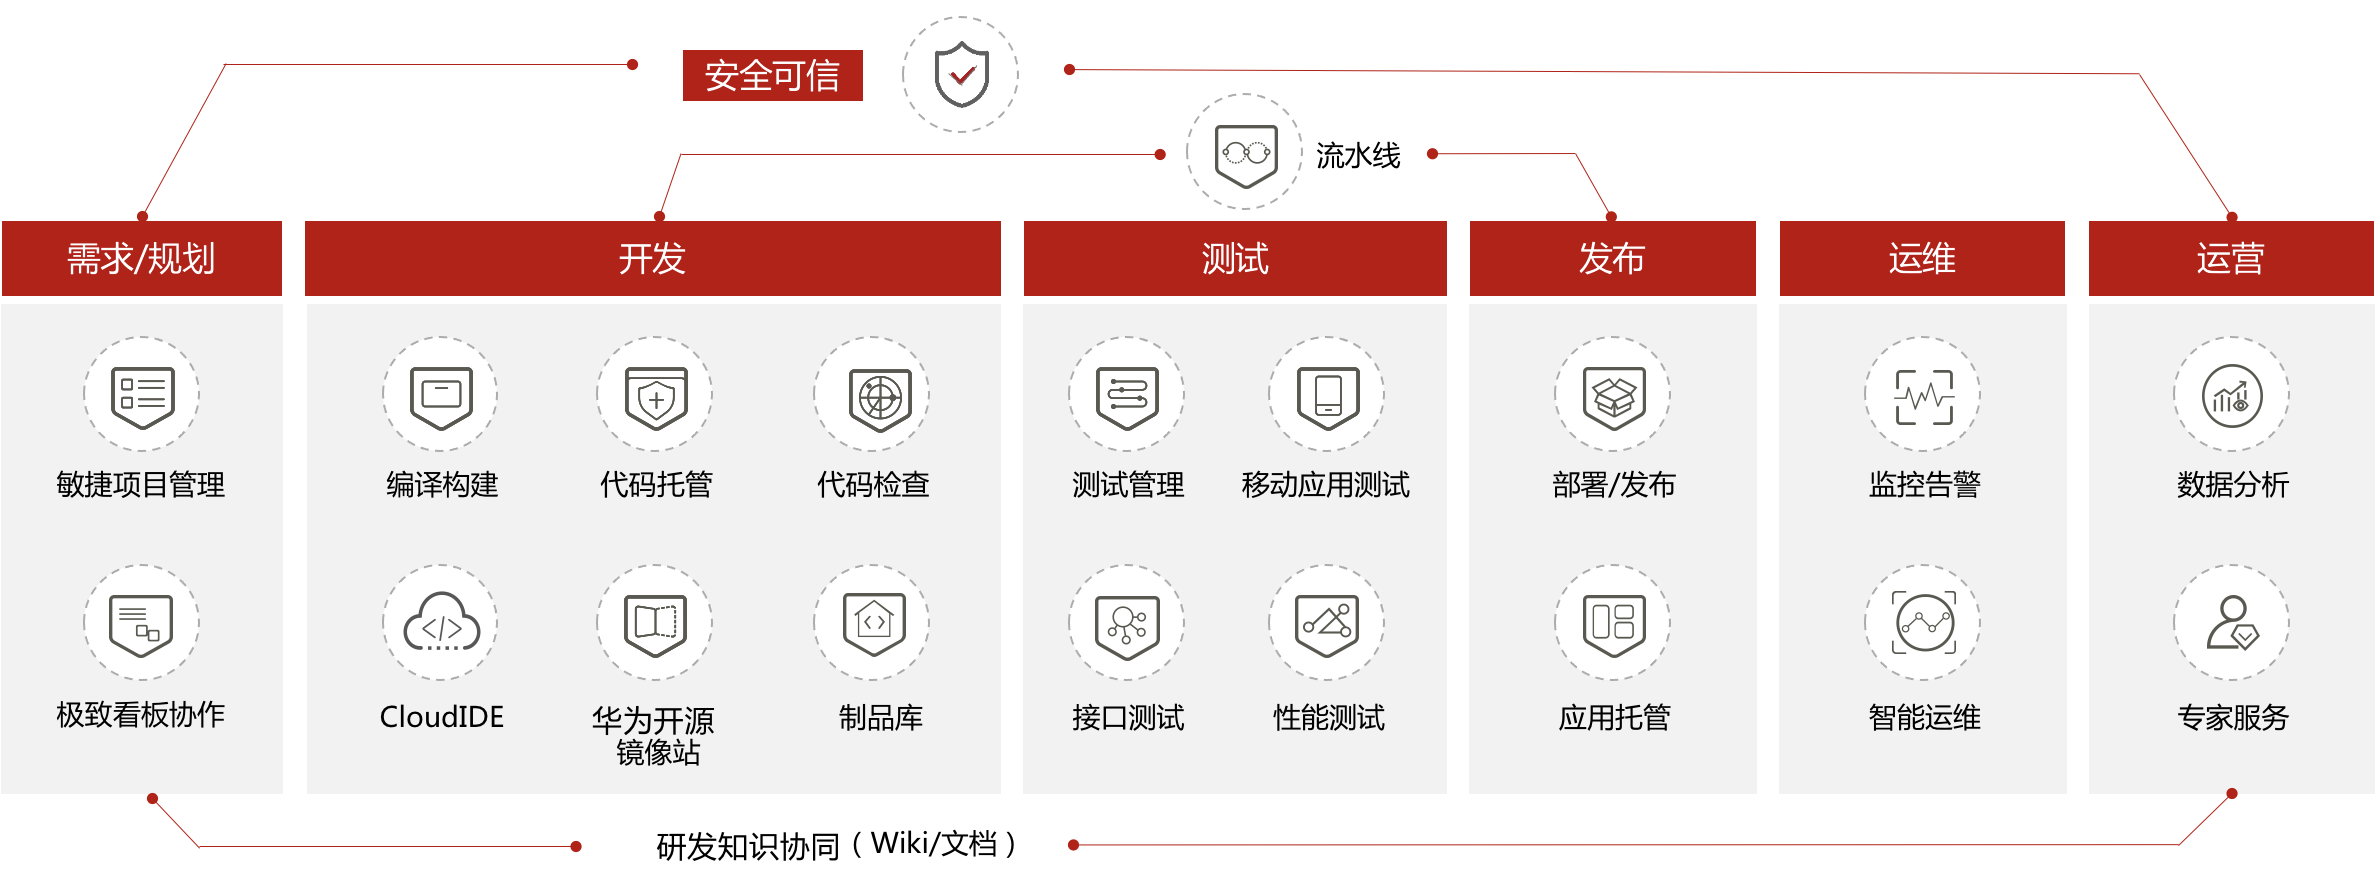 安全可信
流水线
需求/规划
开发
测试
发布
运维
运营
敏捷项目管理
编译构建
代码托管
代码检查
测试管理
移动应用测试
部署/发布
监控告警
数据分析
极致看板协作
CloudIDE
华为开源
镜像站
制品库
接口测试
性能测试
应用托管
智能运维
专家服务
研发知识协同（Wiki/文档）